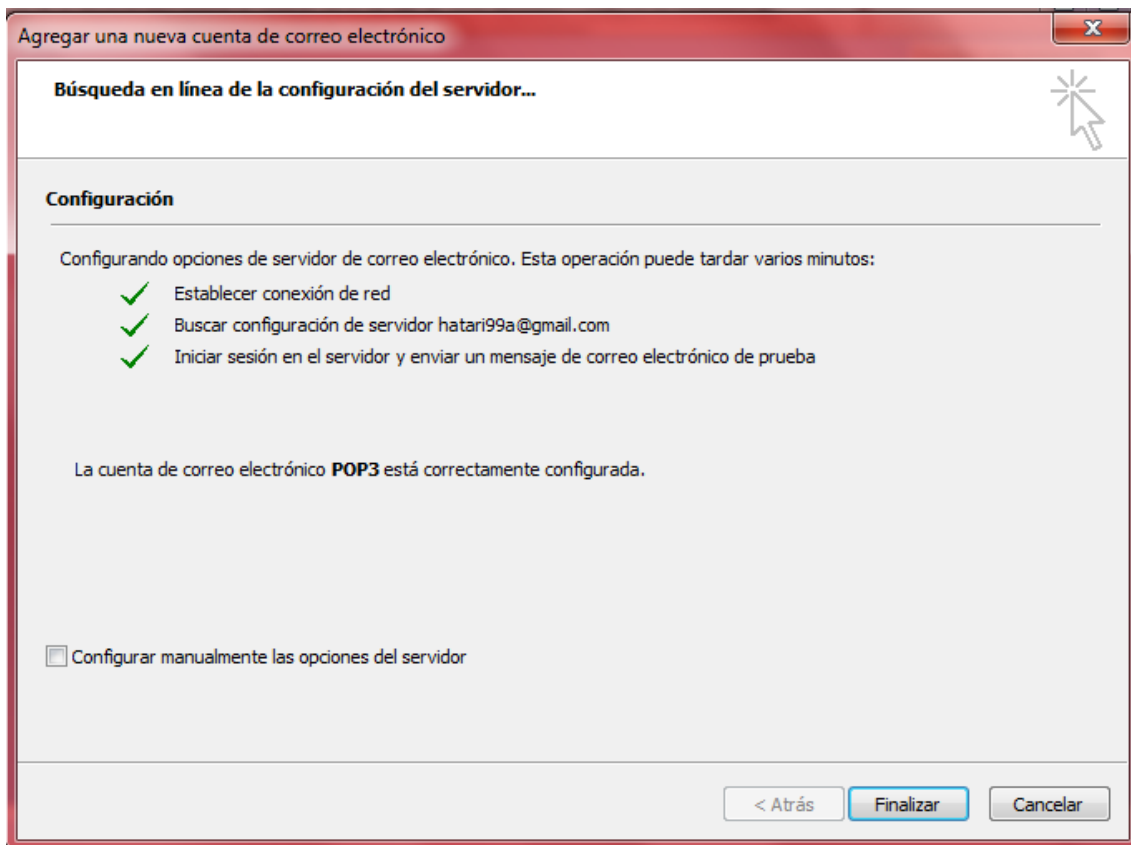 Agregar una nueva cuenta de correo electrónico
Búsqueda en línea de la configuración del servidor...
Configuración
Configurando opciones de servidor de correo electrónico. Esta operación puede tardar varios minutos:
Establecer conexión de red
Buscar configuración de servidor hatari99a@gmail.com
Iniciar sesión en el servidor y enviar un mensaje de correo electrónico de prueba
La cuenta de correo electrónico POP3 está correctamente configurada.
Configurar manualmente las opciones del servidor
< Atrás Finalizar Cancelar